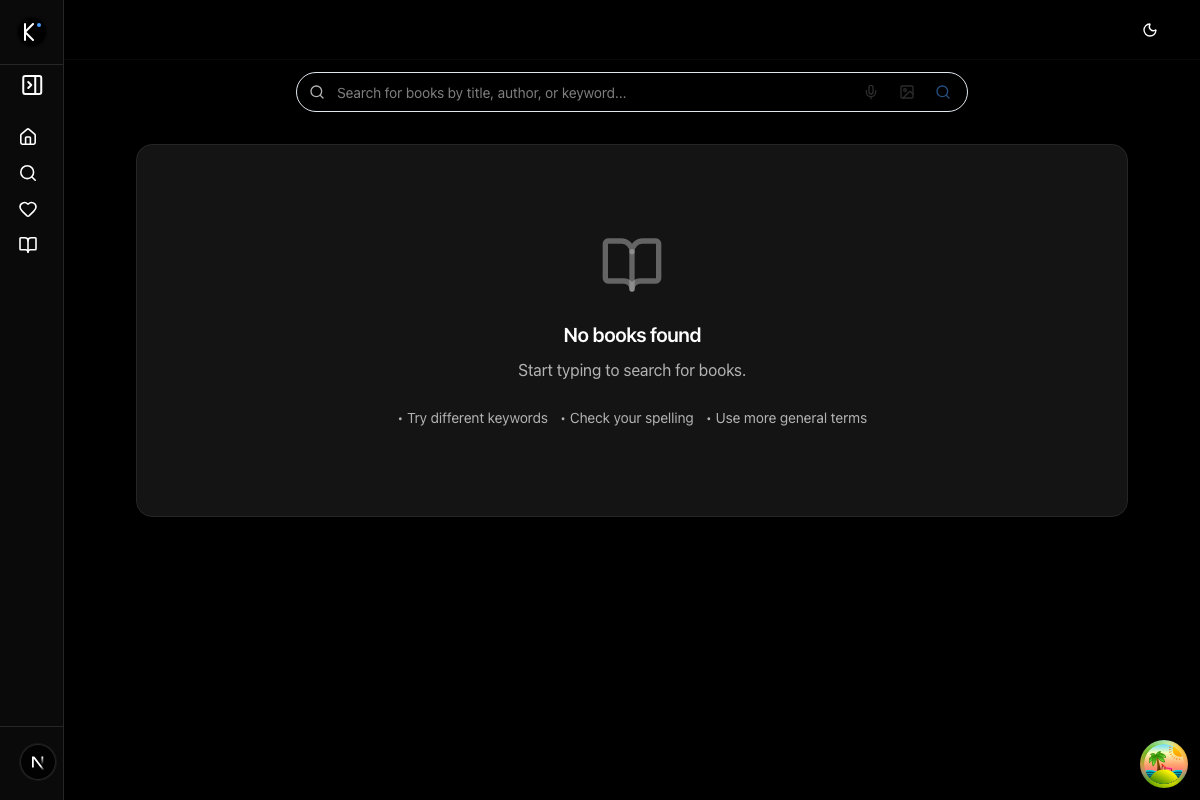 K
Search for books by title, author, or keyword...
No books found
Start typing to search for books.
• Try different keywords • Check your spelling • Use more general terms
N